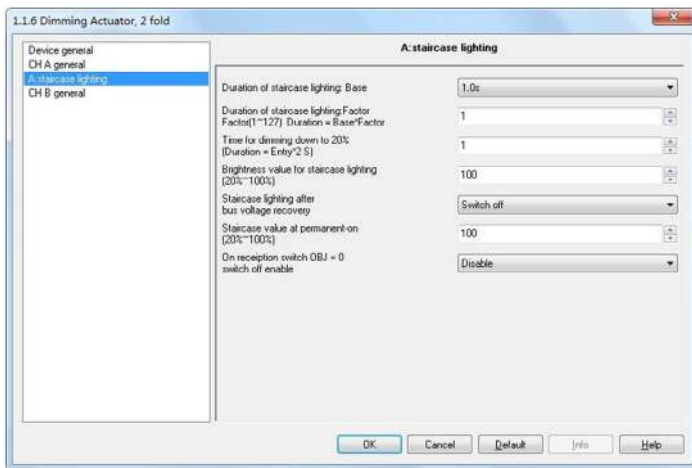 1.1.6 Dimming Actuator, 2 fold
Device general
CH A general
A:staircase lighting
CH B general
A:staircase lighting
Duration of staircase lighting: Base
1.0s
Duration of staircase lighting:Factor
Factor(1~127) Duration = Base*Factor
1
Time for dimming down to 20%
(Duration = Entry*2 S)
1
Brightness value for staircase lighting
(20%~100%)
100
Staircase lighting after
bus voltage recovery
Switch off
Staircase value at permanent-on
(20%~100%)
100
On receiption switch OBJ = 0
switch off enable
Disable
OK
Cancel
Default
Info
Help